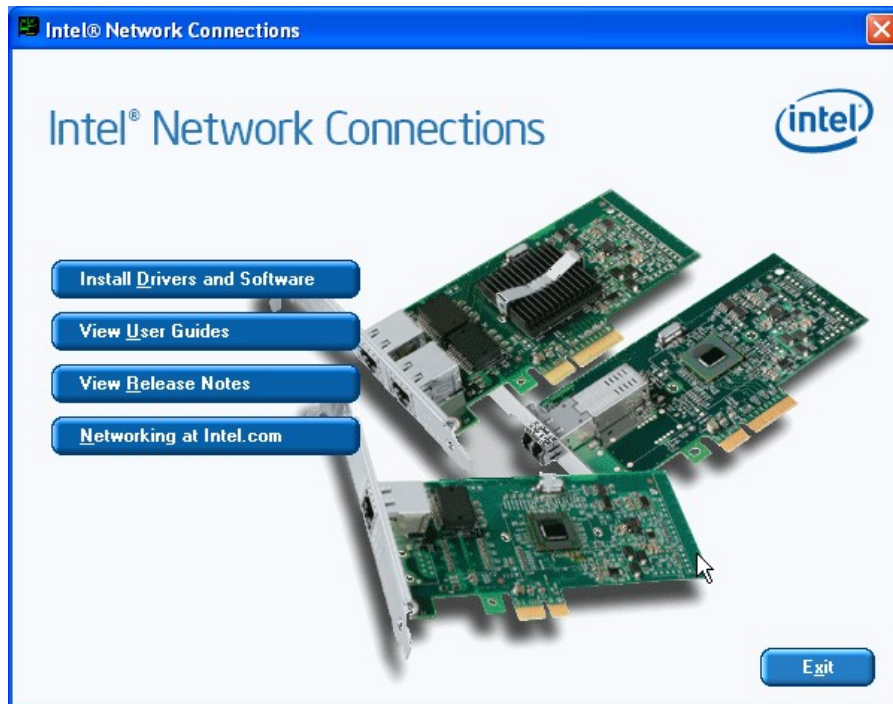 Intel® Network Connections
Intel® Network Connections
intel
Install Drivers and Software
View User Guides
View Release Notes
Networking at Intel.com
Exit